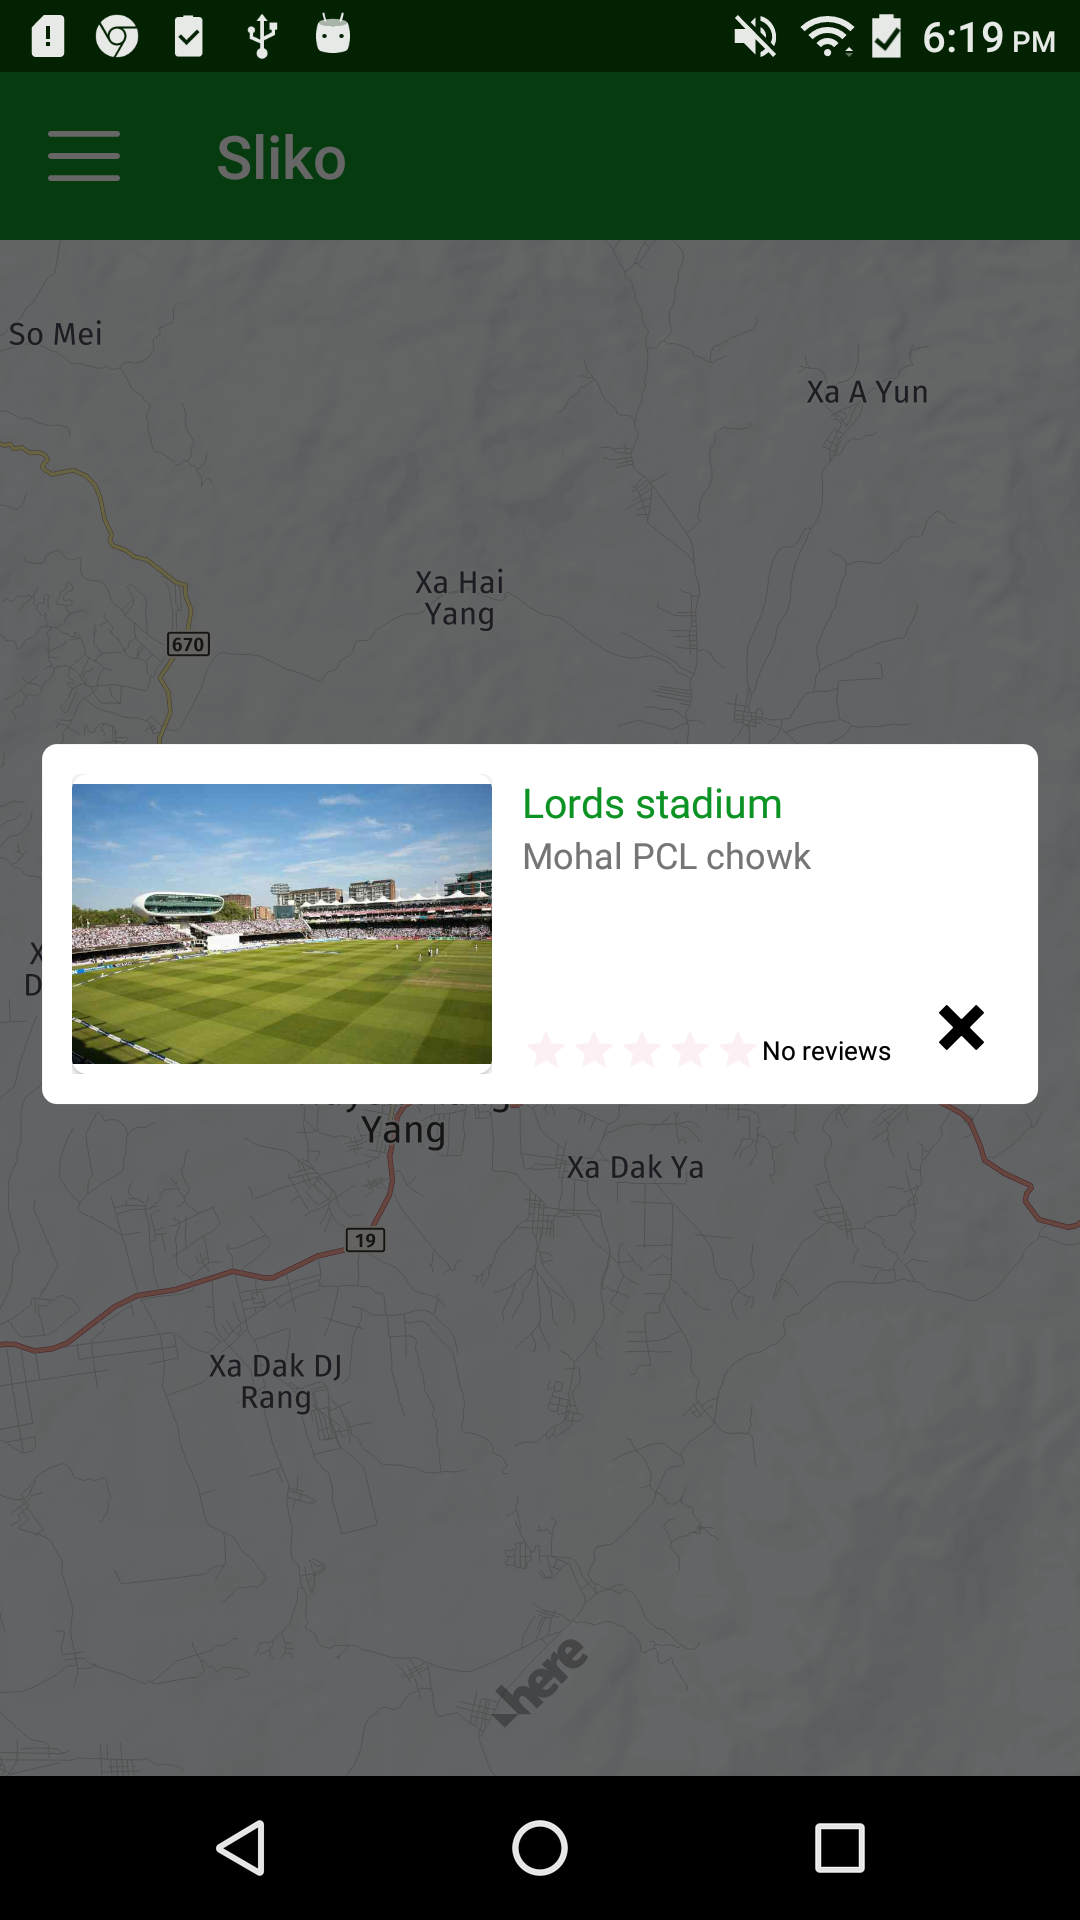 6:19 PM
Sliko
So Mei
Xa A Yun
Xa Hai
Yang
670
Lords stadium
Mohal PCL chowk
X
D
No reviews
Yang
Xa Dak Ya
19
Xa Dak DJ
Rang
here